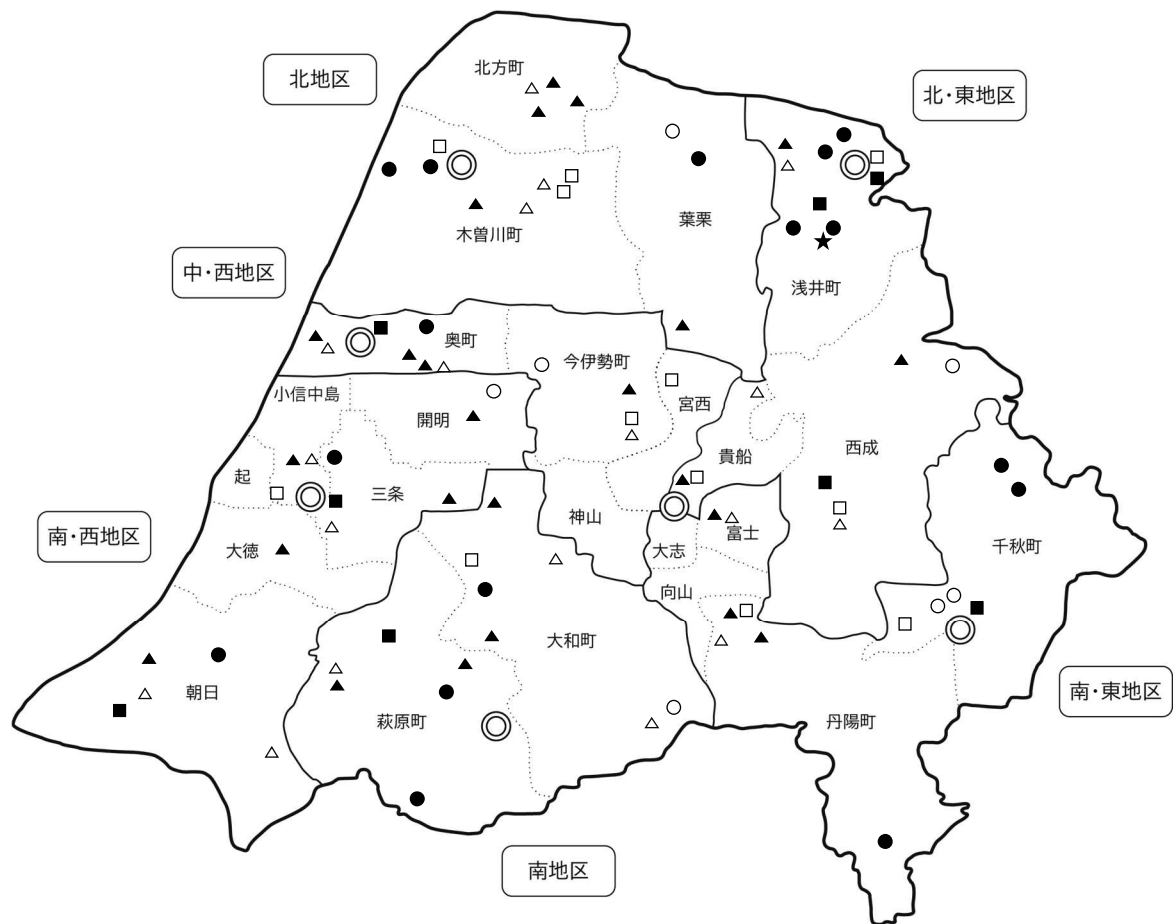 北方町
北地区
北・東地区
木曽川町
葉栗
浅井町
中・西地区
奥町
今伊勢町
小信中島
開明
宮西
貴船
西成
起
三条
神山
大志
富士
千秋町
南・西地区
大徳
向山
大和町
朝日
萩原町
丹陽町
南・東地区
南地区